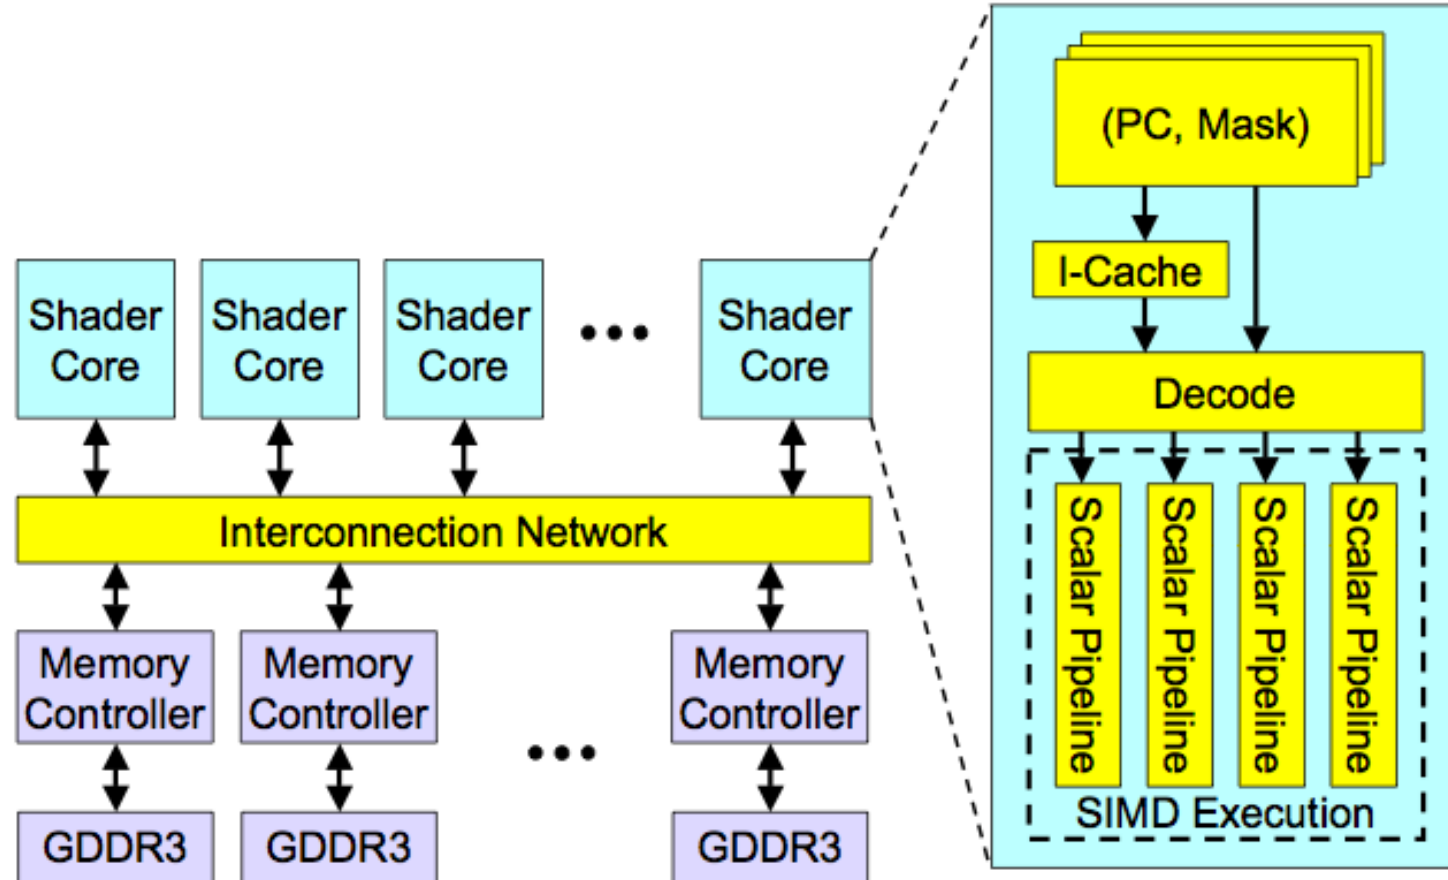 (PC, Mask)
I-Cache
Decode
Scalar Pipeline
Scalar Pipeline
Scalar Pipeline
Scalar Pipeline
SIMD Execution
Shader
Core
Shader
Core
Shader
Core
Shader
Core
Interconnection Network
Memory
Controller
Memory
Controller
Memory
Controller
GDDR3
GDDR3
GDDR3